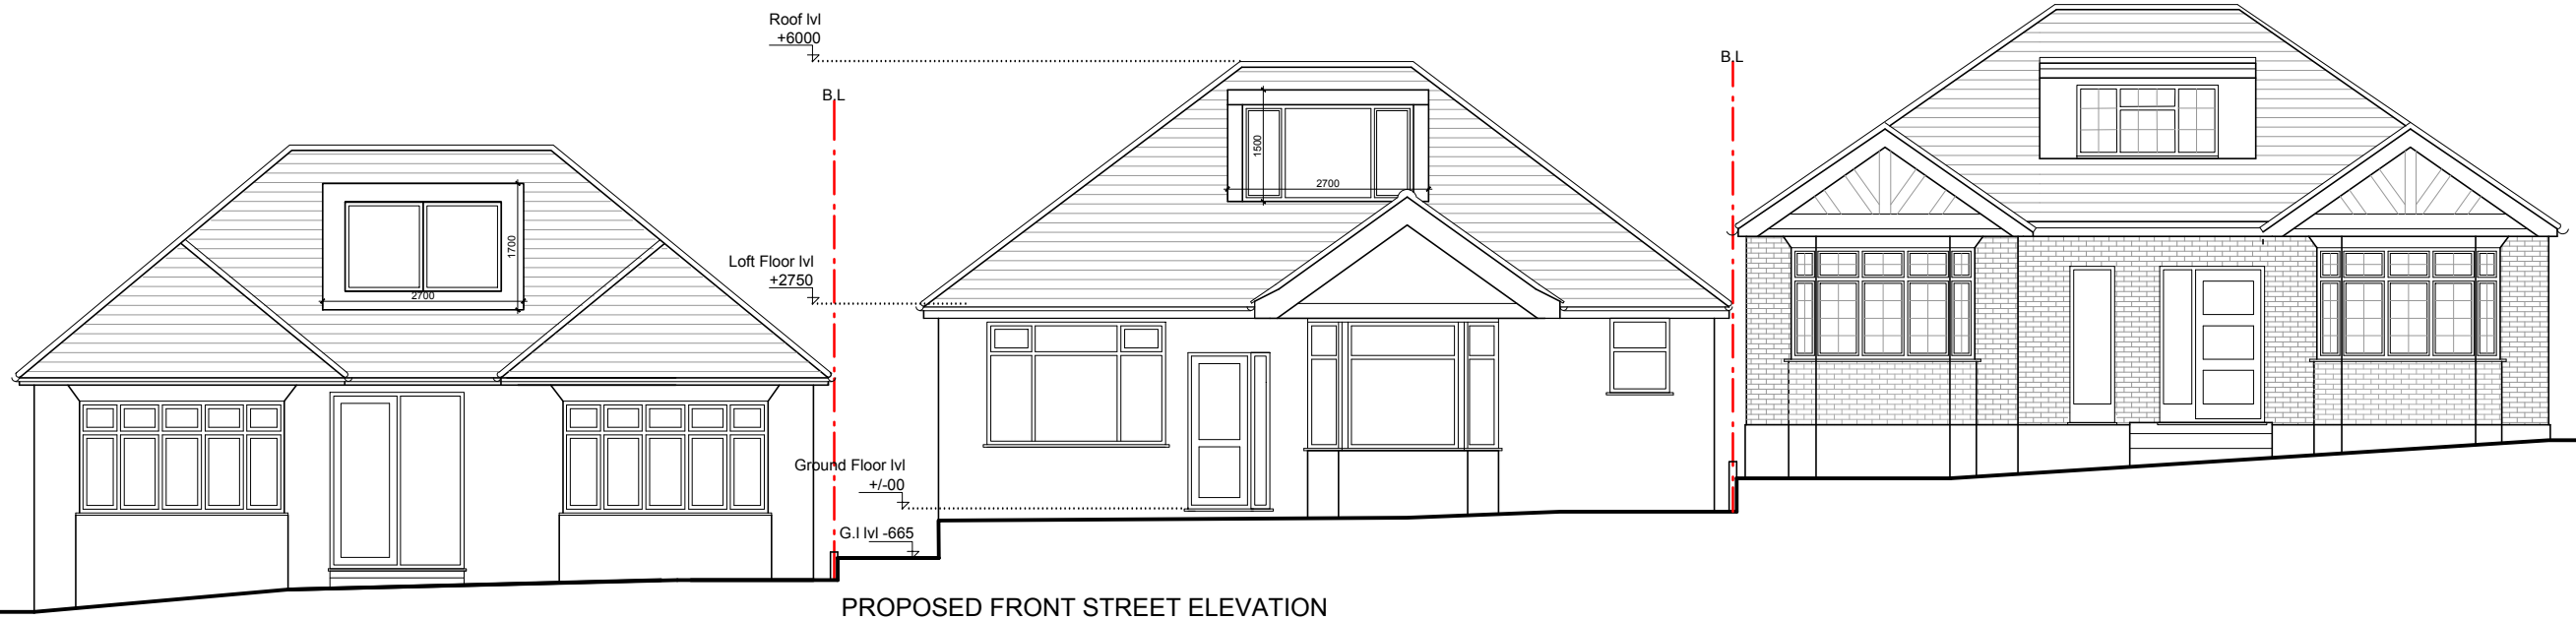 Roof lvl
+6000
B.L
B.L
1500
2700
1700
2700
Loft Floor lvl
+2750
Ground Floor lvl
+/-00
G.l lvl -665
PROPOSED FRONT STREET ELEVATION